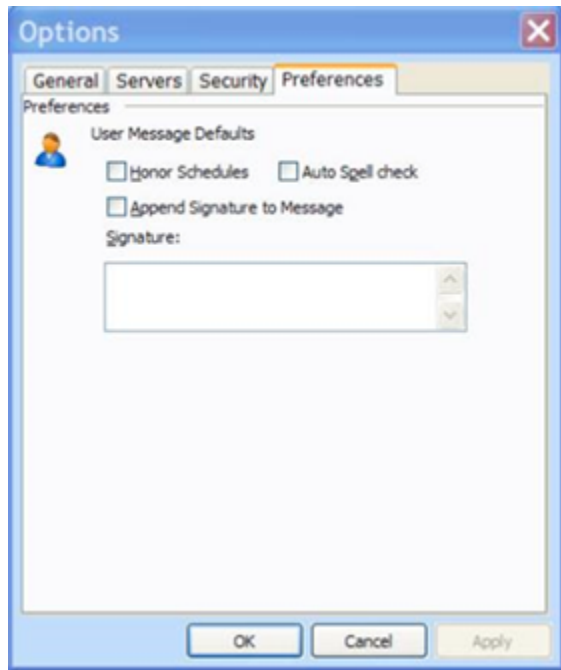 Options
General Servers Security Preferences
Preferences
User Message Defaults
Honor Schedules Auto Spell check
Append Signature to Message
Signature:
OK Cancel Apply